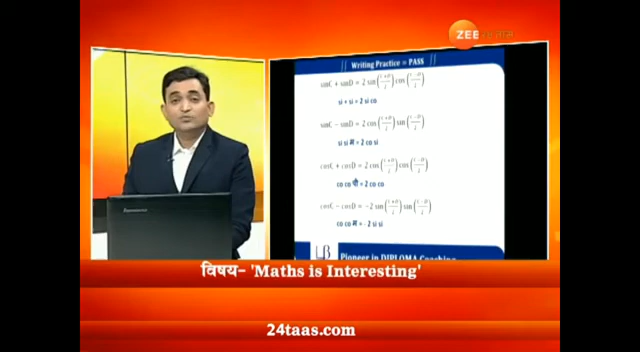 ZEE २४ तास
// Writing Practice = PASS //
sinC + sinD = 2 sin((C+D)/2) cos((C−D)/2)
si + si = 2 si co
sinC − sinD = 2 cos((C+D)/2) sin((C−D)/2)
si si = 2 co si
cosC + cosD = 2 cos((C+D)/2) cos((C−D)/2)
co co = 2 co co
cosC − cosD = −2 sin((C+D)/2) sin((C−D)/2)
co co = - 2 si si
Pioneer in DIPLOMA Coaching
विषय- 'Maths is Interesting'
24taas.com